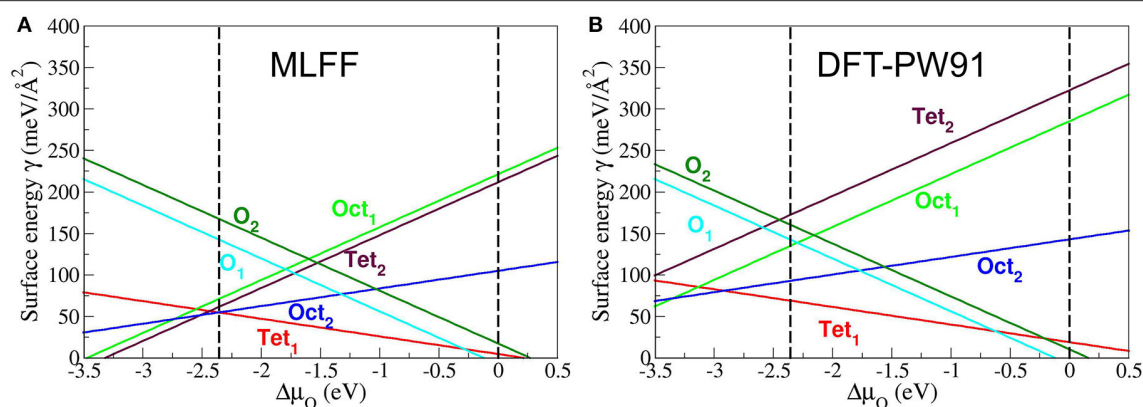 A
MLFF
Surface energy γ (meV/Å²)
400
350
300
250
200
150
100
50
0
O₂
O₁
Oct₁
Tet₂
Oct₂
Tet₁
-3.5 -3 -2.5 -2 -1.5 -1 -0.5 0 0.5
Δμ_O (eV)
B
DFT-PW91
Surface energy γ (meV/Å²)
400
350
300
250
200
150
100
50
0
Tet₂
O₂
O₁
Oct₁
Oct₂
Tet₁
-3.5 -3 -2.5 -2 -1.5 -1 -0.5 0 0.5
Δμ_O (eV)